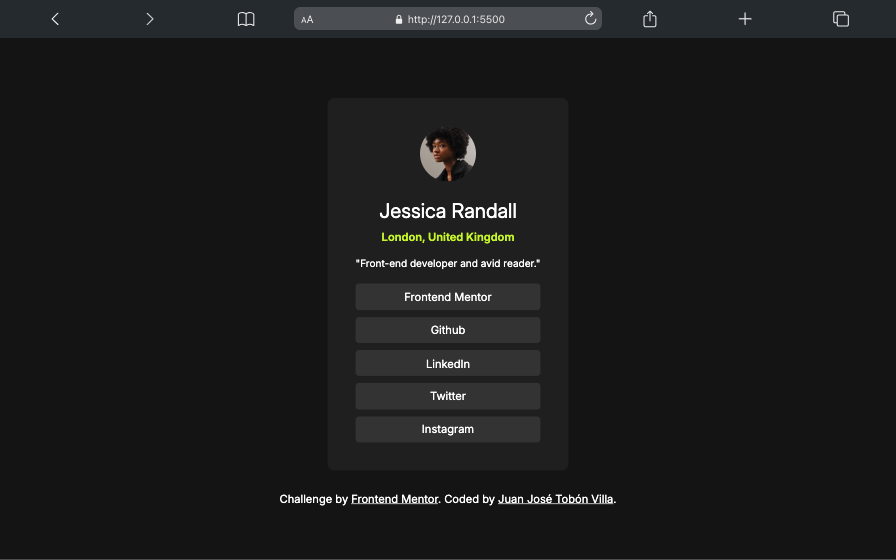 AA
http://127.0.0.1:5500
Jessica Randall
London, United Kingdom
"Front-end developer and avid reader."
Frontend Mentor
Github
LinkedIn
Twitter
Instagram
Challenge by Frontend Mentor. Coded by Juan José Tobón Villa.